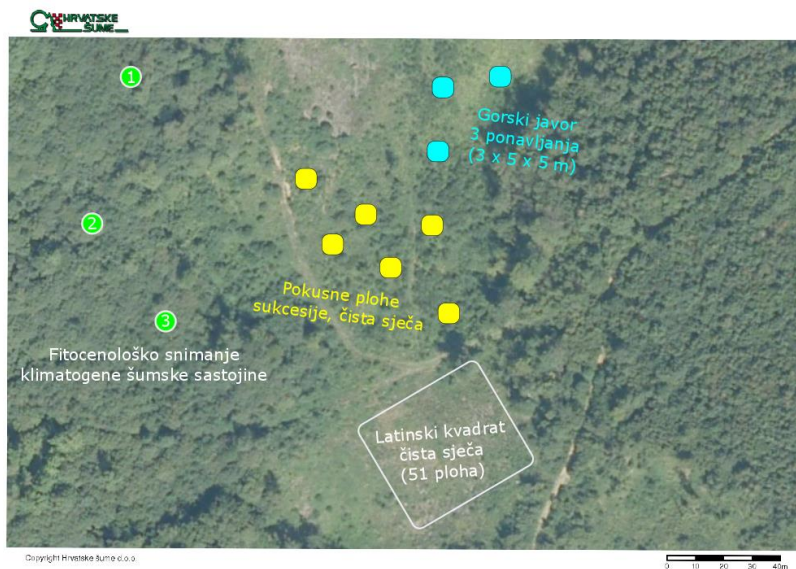 HRVATSKE
ŠUME
1
Gorski javor
3 ponavljanja
(3 x 5 x 5 m)
2
Pokusne plohe
sukcesije, čista sječa
3
Fitocenološko snimanje
klimatogene šumske sastojine
Latinski kvadrat
čista sječa
(51 ploha)
Copyright Hrvatske šume d.o.o.
0 10 20 30 40m